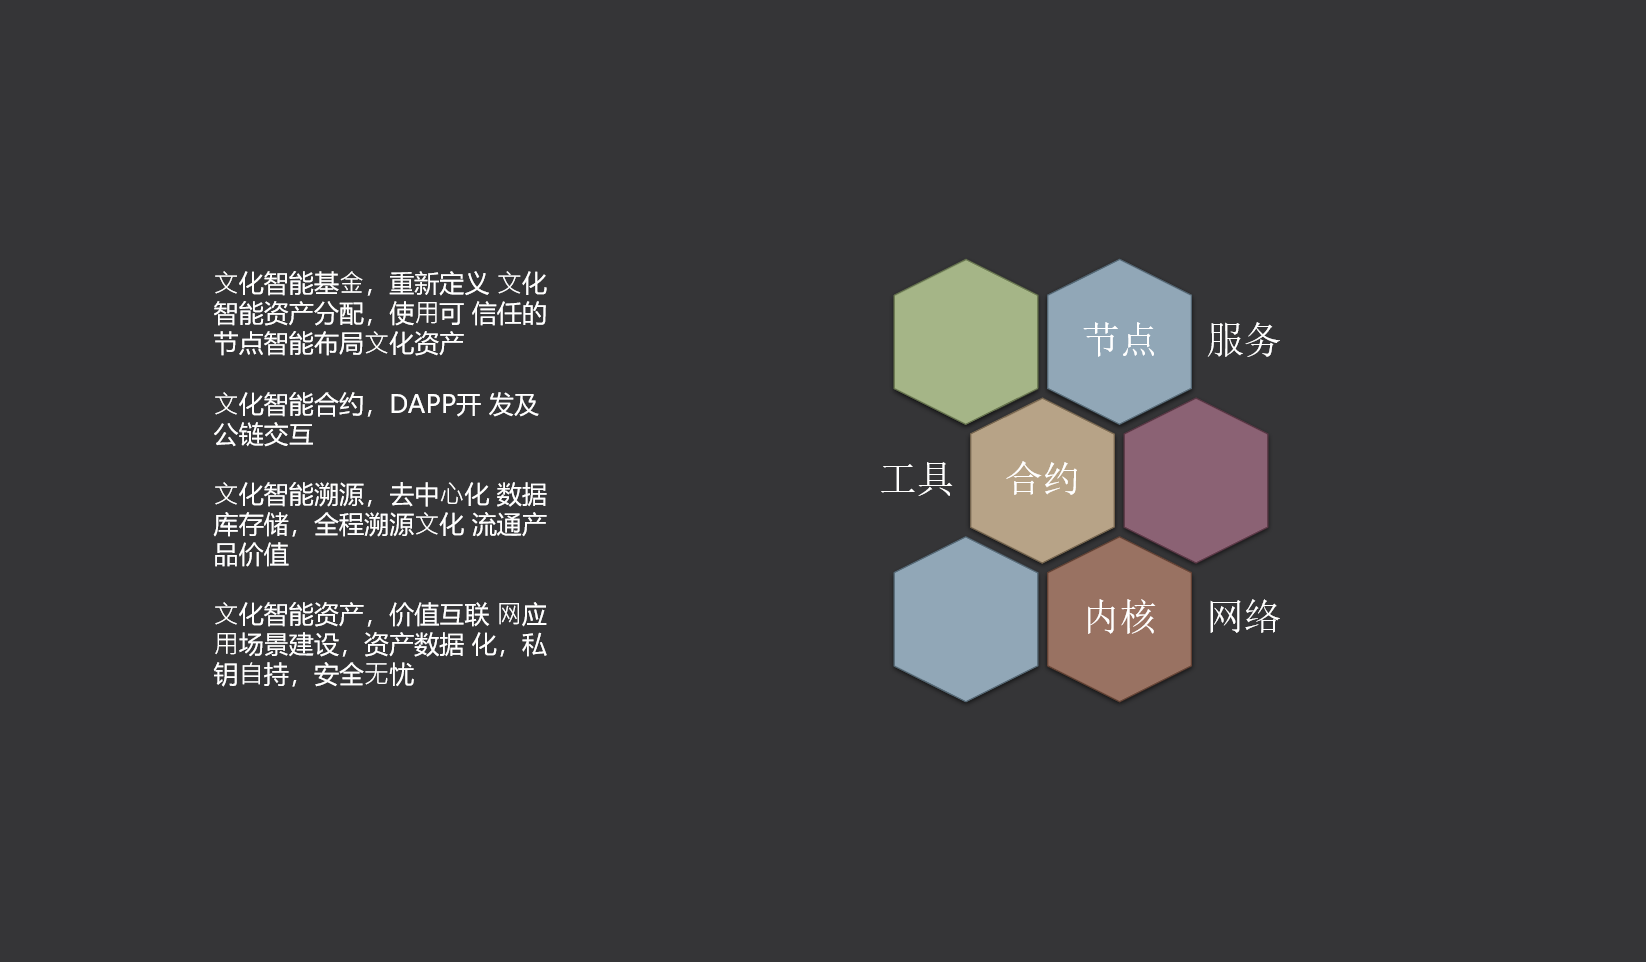 文化智能基金，重新定义 文化
智能资产分配，使用可 信任的
节点智能布局文化资产
文化智能合约，DAPP开 发及
公链交互
文化智能溯源，去中心化 数据
库存储，全程溯源文化 流通产
品价值
文化智能资产，价值互联 网应
用场景建设，资产数据 化，私
钥自持，安全无忧
节点 服务
工具 合约
内核 网络